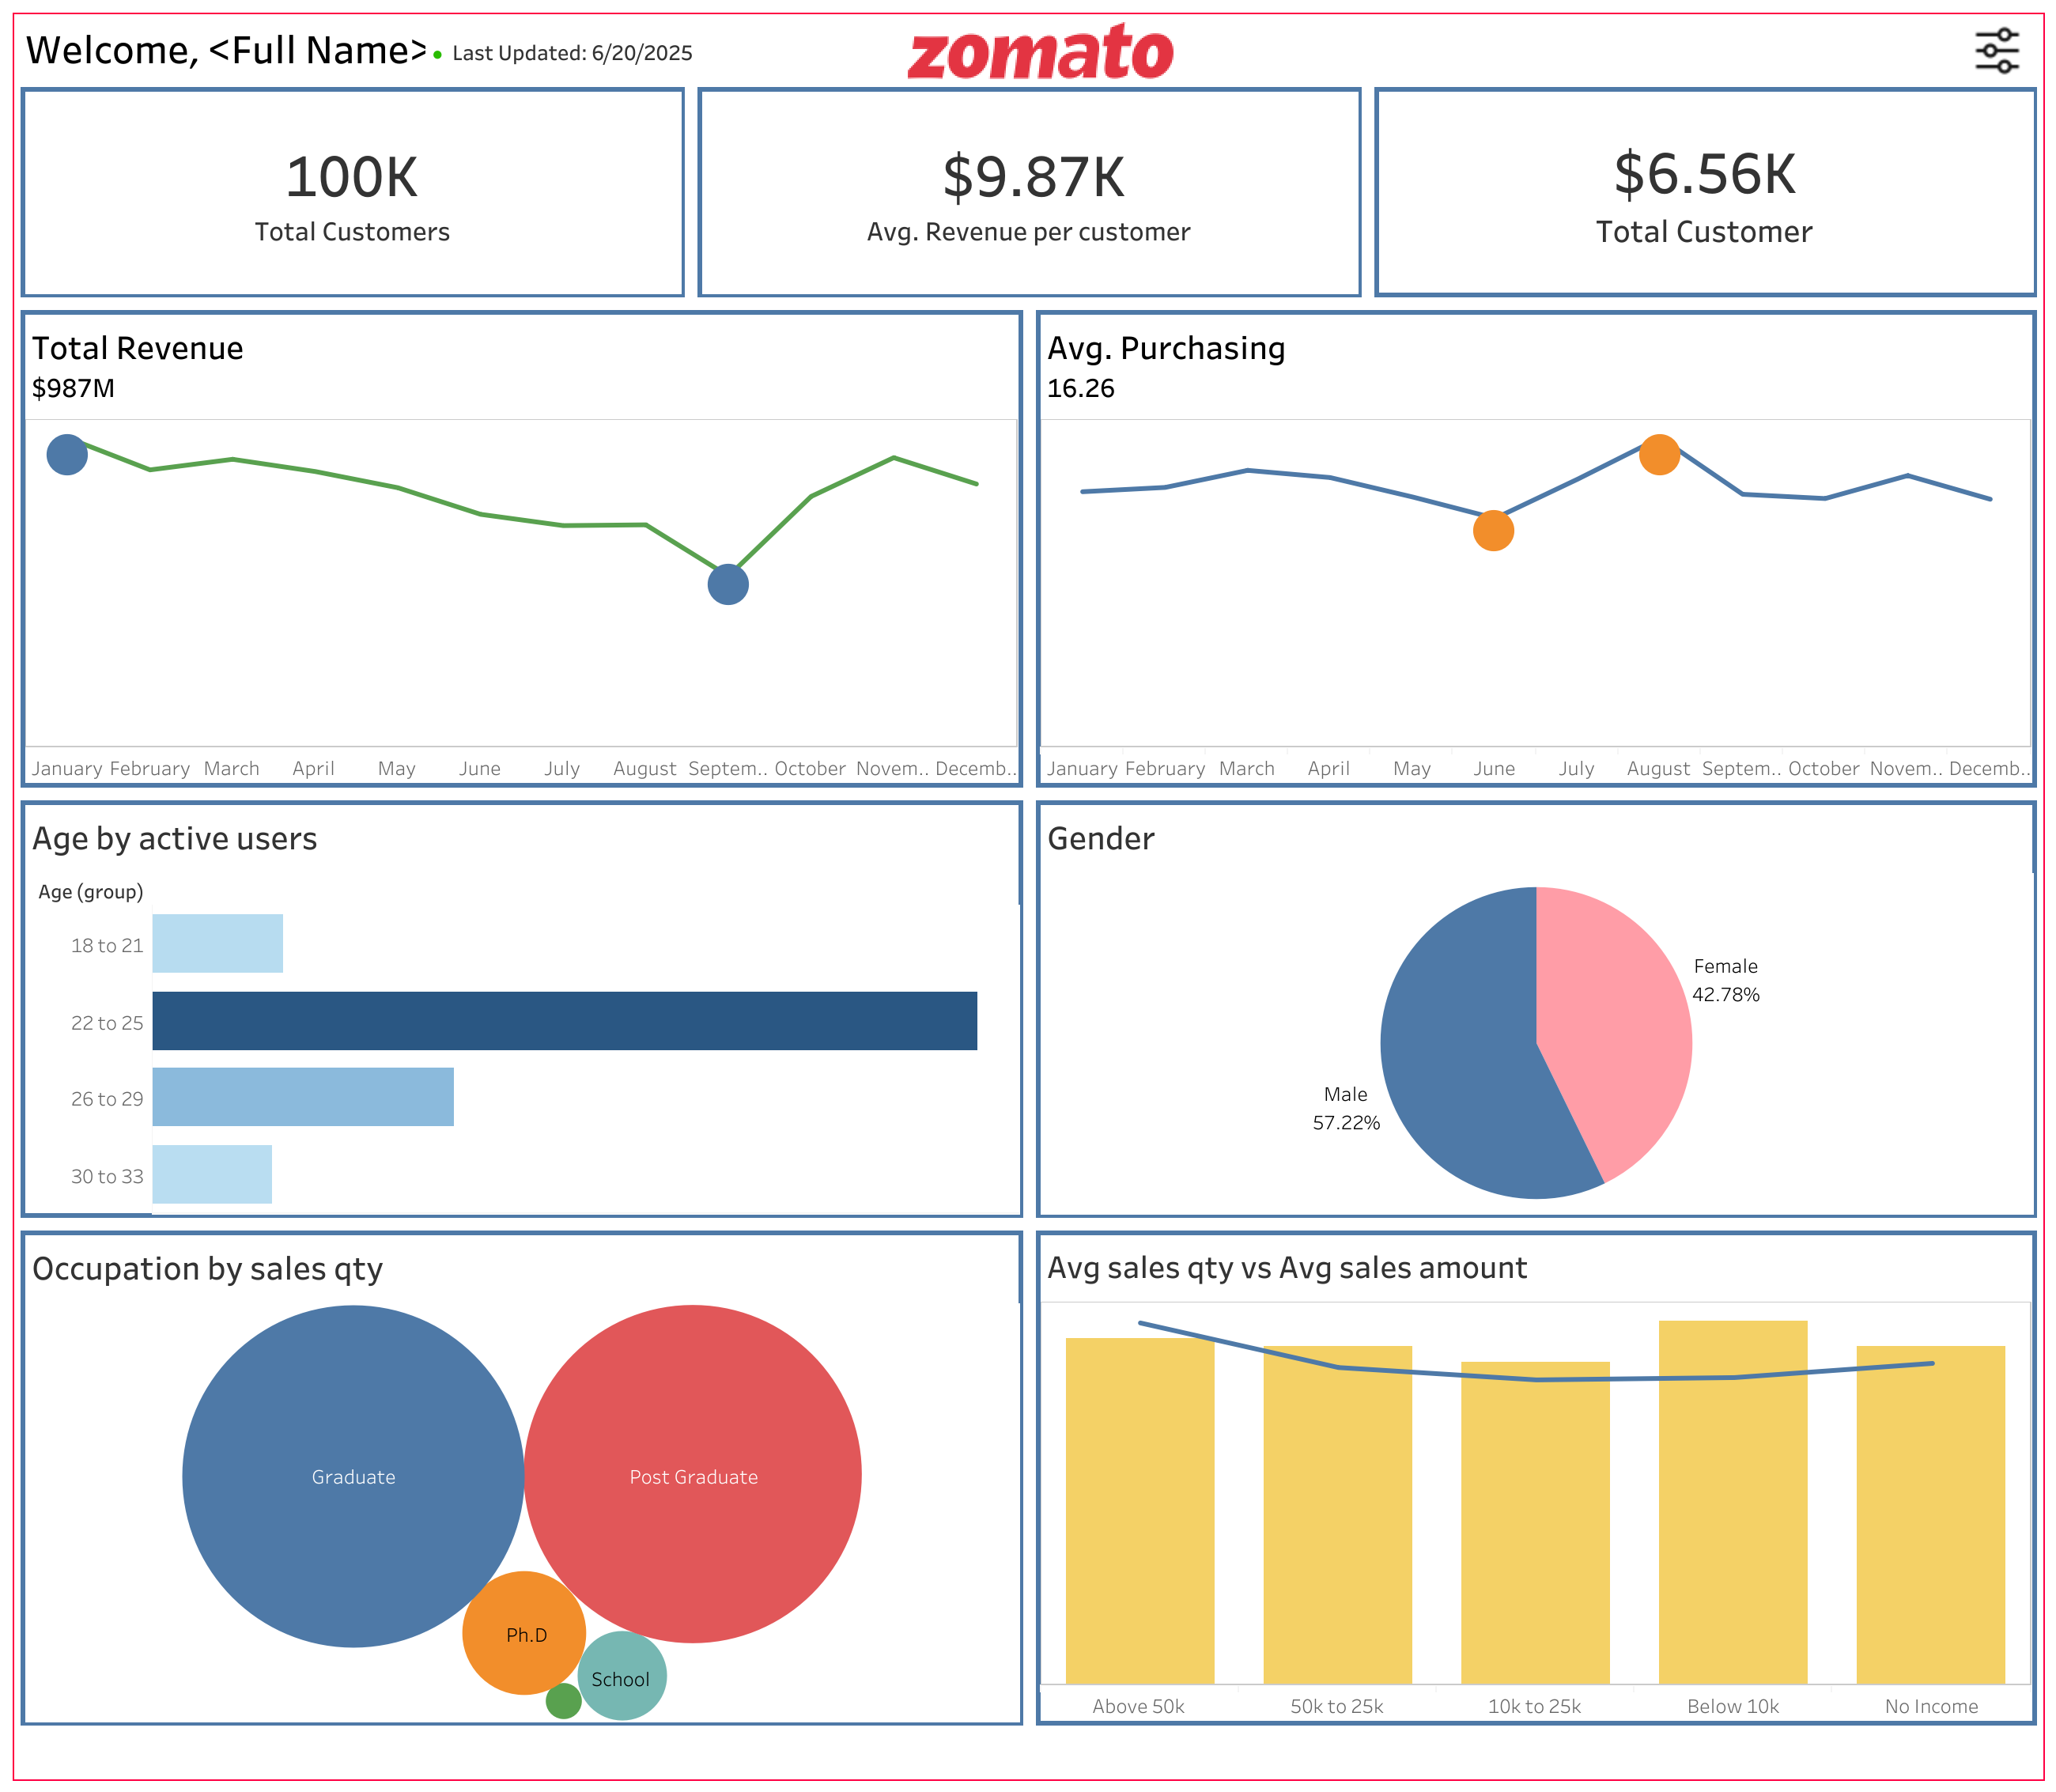 Welcome, <Full Name>
Last Updated: 6/20/2025
zomato
100K
Total Customers
$9.87K
Avg. Revenue per customer
$6.56K
Total Customer
Total Revenue
$987M
January February March April May June July August Septem.. October Novem.. Decemb..
Avg. Purchasing
16.26
January February March April May June July August Septem.. October Novem.. Decemb..
Age by active users
Age (group)
18 to 21
22 to 25
26 to 29
30 to 33
Gender
Female
42.78%
Male
57.22%
Occupation by sales qty
Graduate
Post Graduate
Ph.D
School
Avg sales qty vs Avg sales amount
Above 50k 50k to 25k 10k to 25k Below 10k No Income